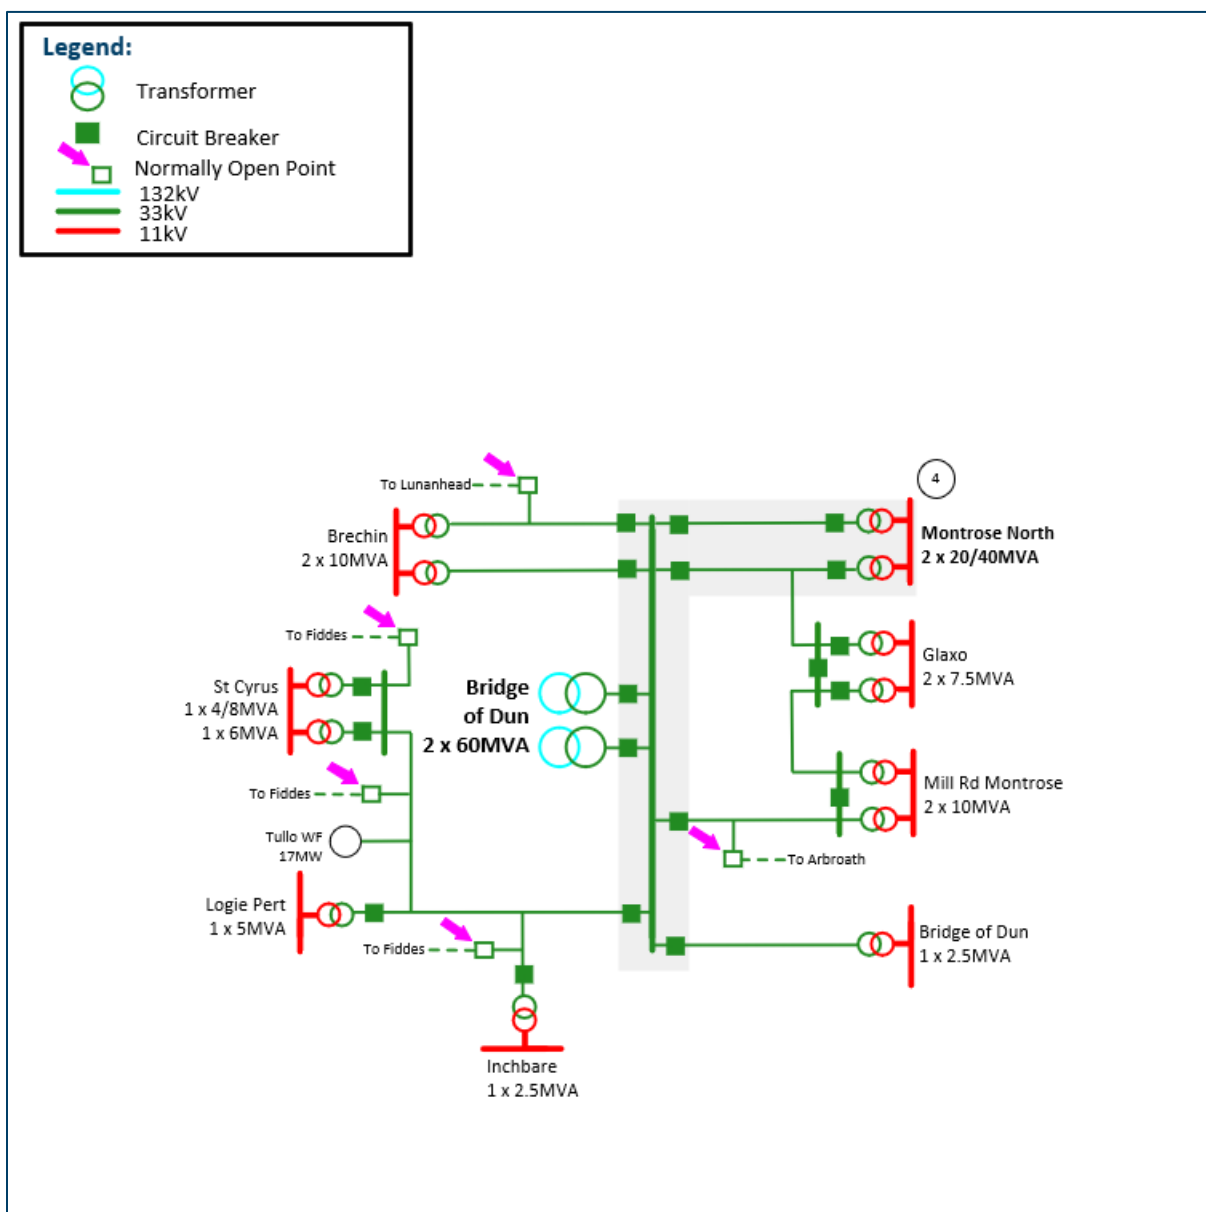 Legend:
Transformer
Circuit Breaker
Normally Open Point
132kV
33kV
11kV
To Lunanhead
4
Brechin
2 x 10MVA
Montrose North
2 x 20/40MVA
To Fiddes
Glaxo
2 x 7.5MVA
St Cyrus
1 x 4/8MVA
1 x 6MVA
Bridge
of Dun
2 x 60MVA
To Fiddes
Mill Rd Montrose
2 x 10MVA
Tullo WF
17MW
To Arbroath
Logie Pert
1 x 5MVA
To Fiddes
Bridge of Dun
1 x 2.5MVA
Inchbare
1 x 2.5MVA